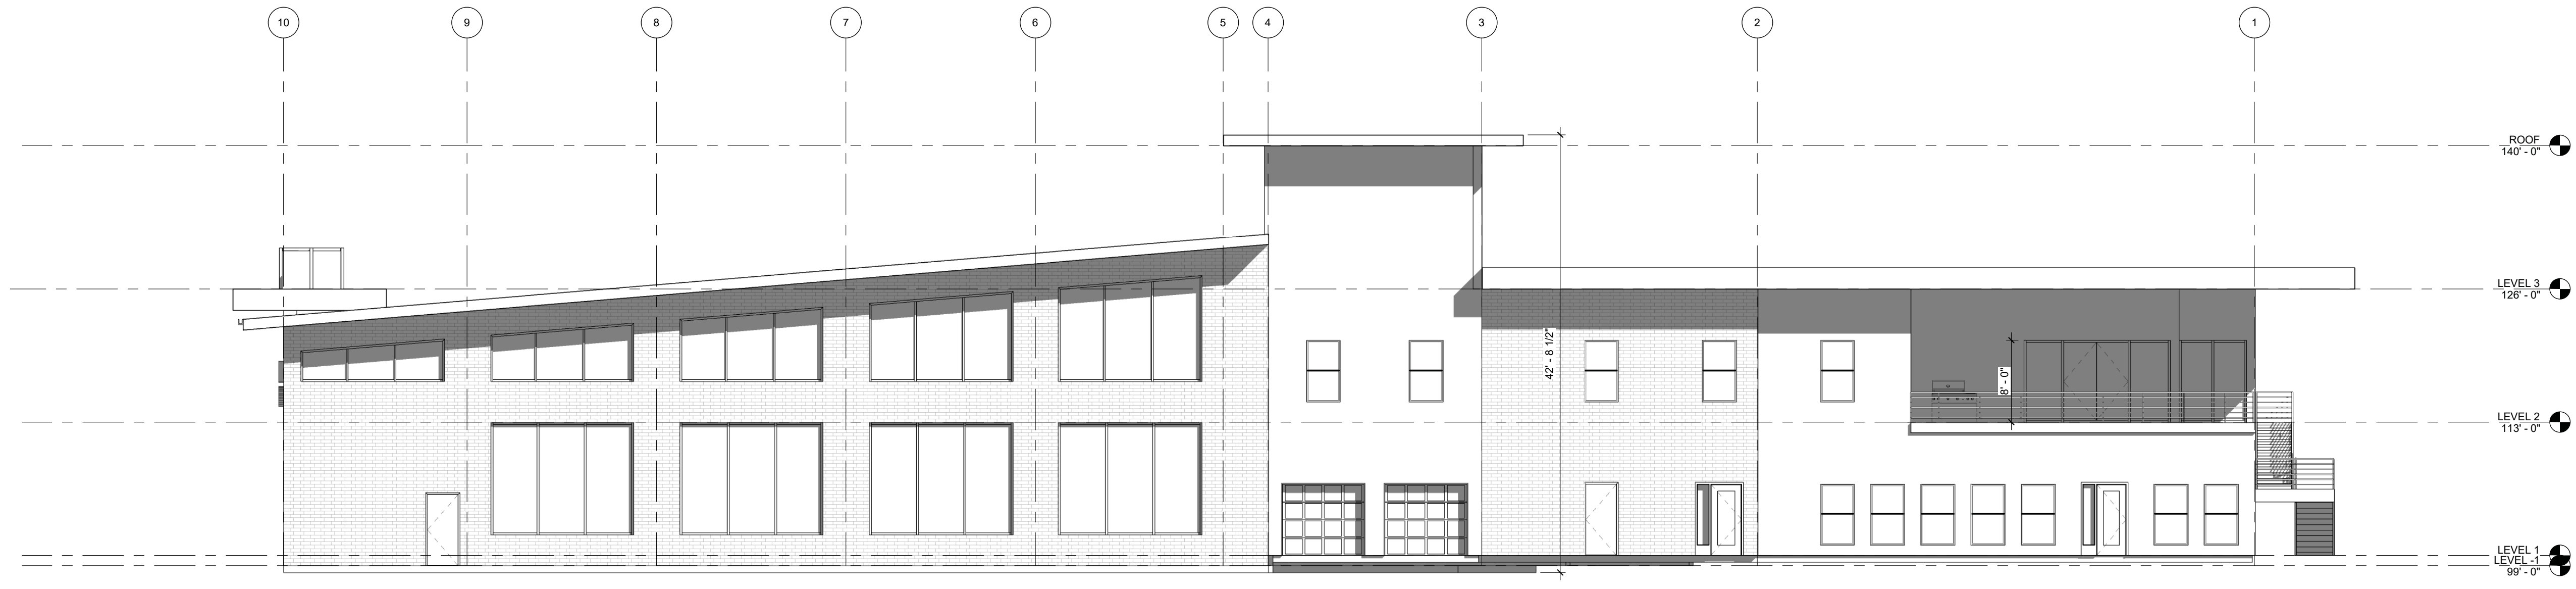 10 9 8 7 6 5 4 3 2 1
ROOF
140' - 0"
LEVEL 3
126' - 0"
42' - 8 1/2"
8' - 0"
LEVEL 2
113' - 0"
LEVEL 1
LEVEL -1
99' - 0"